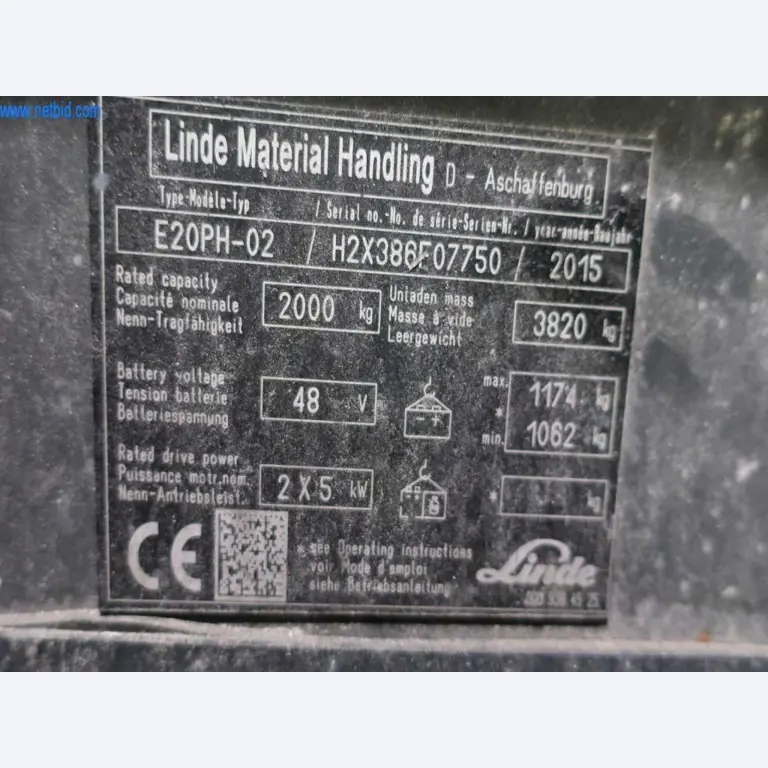 www.netbid.com
Linde Material Handling D - Aschaffenburg
Type-Modèle-Typ / Serial no.-No. de série-Serien-Nr. / year-année-Baujahr
E20PH-02 / H2X386F07750 / 2015
Rated capacity
Capacité nominale
Nenn-Tragfähigkeit
2000 kg
Unladen mass
Masse à vide
Leergewicht
3820 kg
Battery voltage
Tension batterie
Batteriespannung
48 V
max. 1174 kg
*
min. 1062 kg
Rated drive power
Puissance motr.nom.
Nenn-Antriebsleist.
2 X 5 kW
* kg
CE
* see Operating instructions
voir Mode d'emploi
siehe Betriebsanleitung
Linde